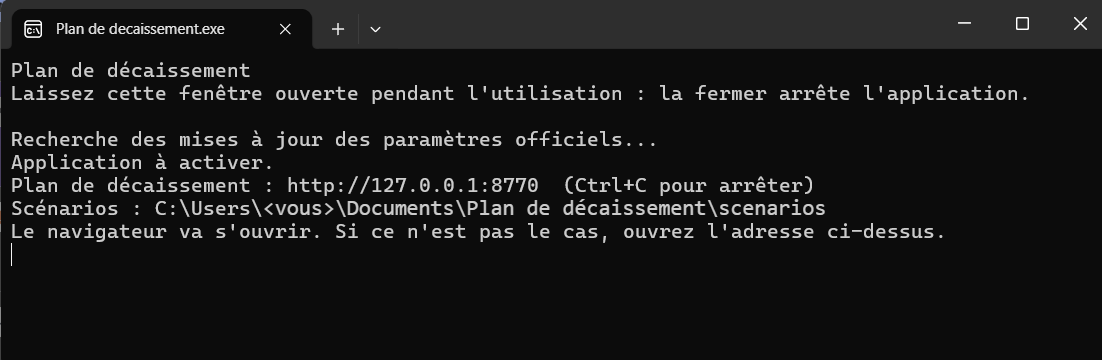 Plan de decaissement.exe
Plan de décaissement
Laissez cette fenêtre ouverte pendant l'utilisation : la fermer arrête l'application.
Recherche des mises à jour des paramètres officiels...
Application à activer.
Plan de décaissement : http://127.0.0.1:8770  (Ctrl+C pour arrêter)
Scénarios : C:\Users\<vous>\Documents\Plan de décaissement\scenarios
Le navigateur va s'ouvrir. Si ce n'est pas le cas, ouvrez l'adresse ci-dessus.